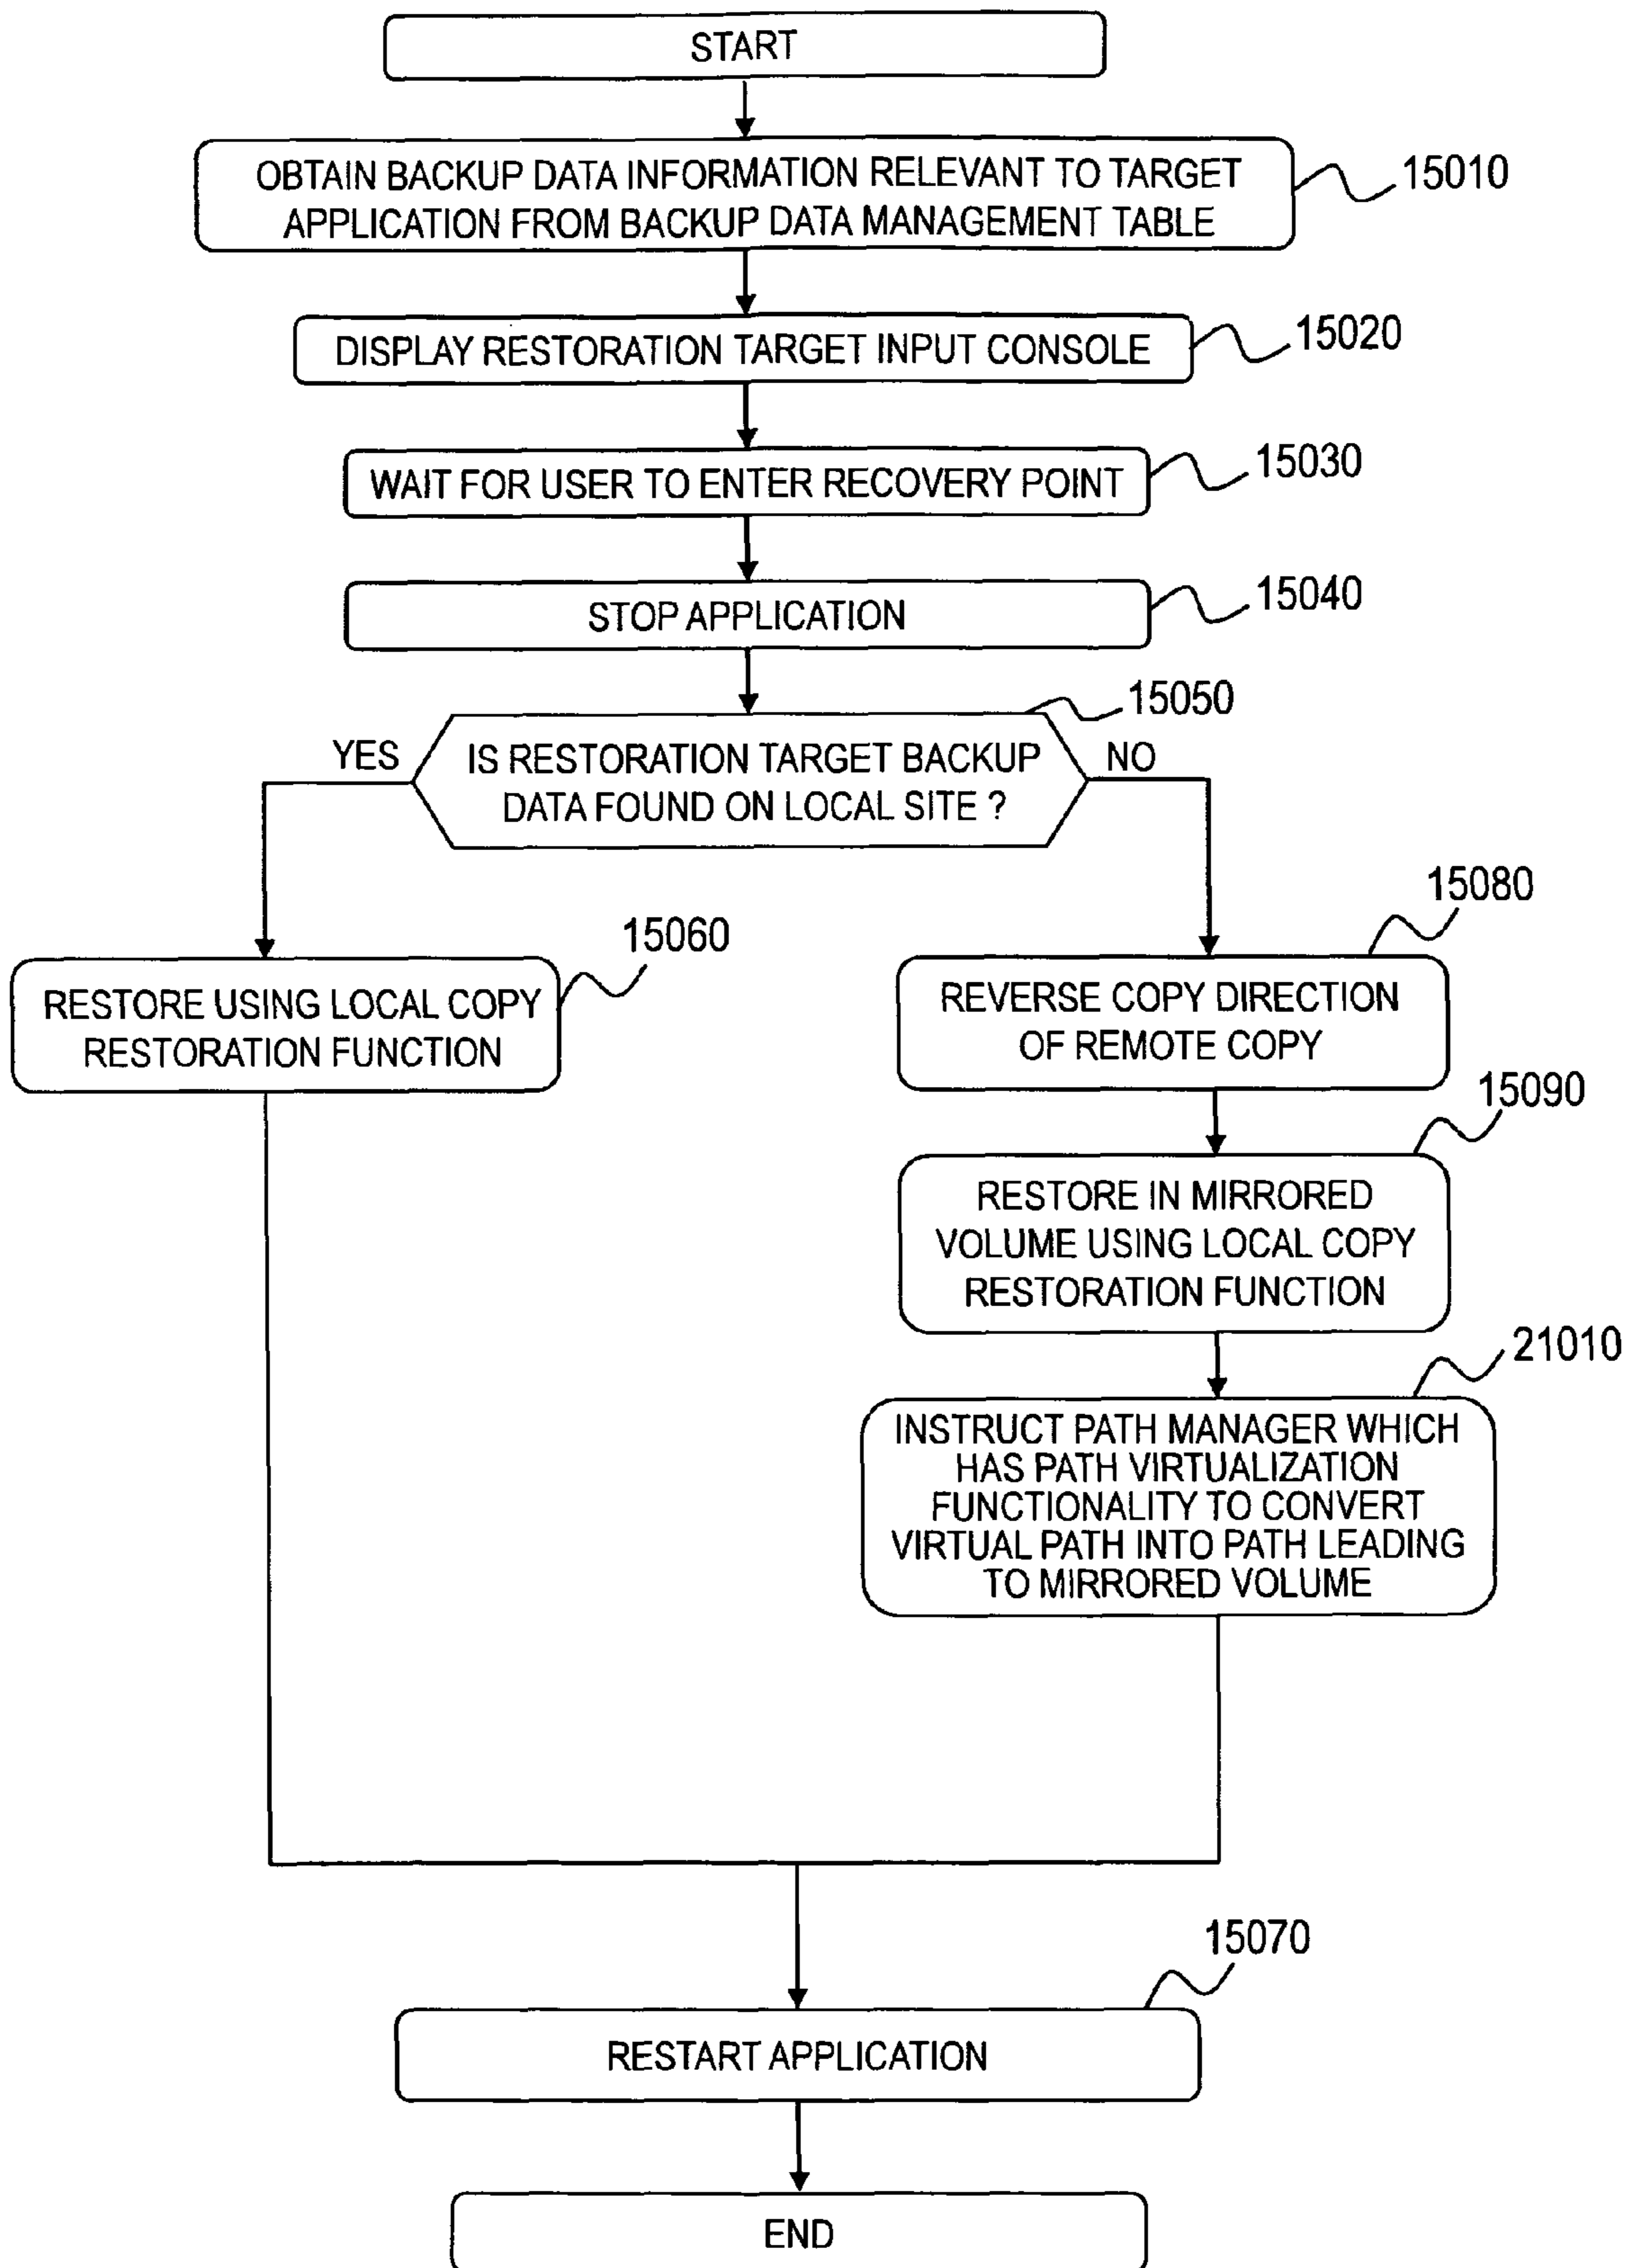 START
OBTAIN BACKUP DATA INFORMATION RELEVANT TO TARGET
APPLICATION FROM BACKUP DATA MANAGEMENT TABLE
15010
DISPLAY RESTORATION TARGET INPUT CONSOLE
15020
WAIT FOR USER TO ENTER RECOVERY POINT
15030
STOP APPLICATION
15040
15050
YES
IS RESTORATION TARGET BACKUP
DATA FOUND ON LOCAL SITE ?
NO
15060
RESTORE USING LOCAL COPY
RESTORATION FUNCTION
15080
REVERSE COPY DIRECTION
OF REMOTE COPY
15090
RESTORE IN MIRRORED
VOLUME USING LOCAL COPY
RESTORATION FUNCTION
21010
INSTRUCT PATH MANAGER WHICH
HAS PATH VIRTUALIZATION
FUNCTIONALITY TO CONVERT
VIRTUAL PATH INTO PATH LEADING
TO MIRRORED VOLUME
15070
RESTART APPLICATION
END